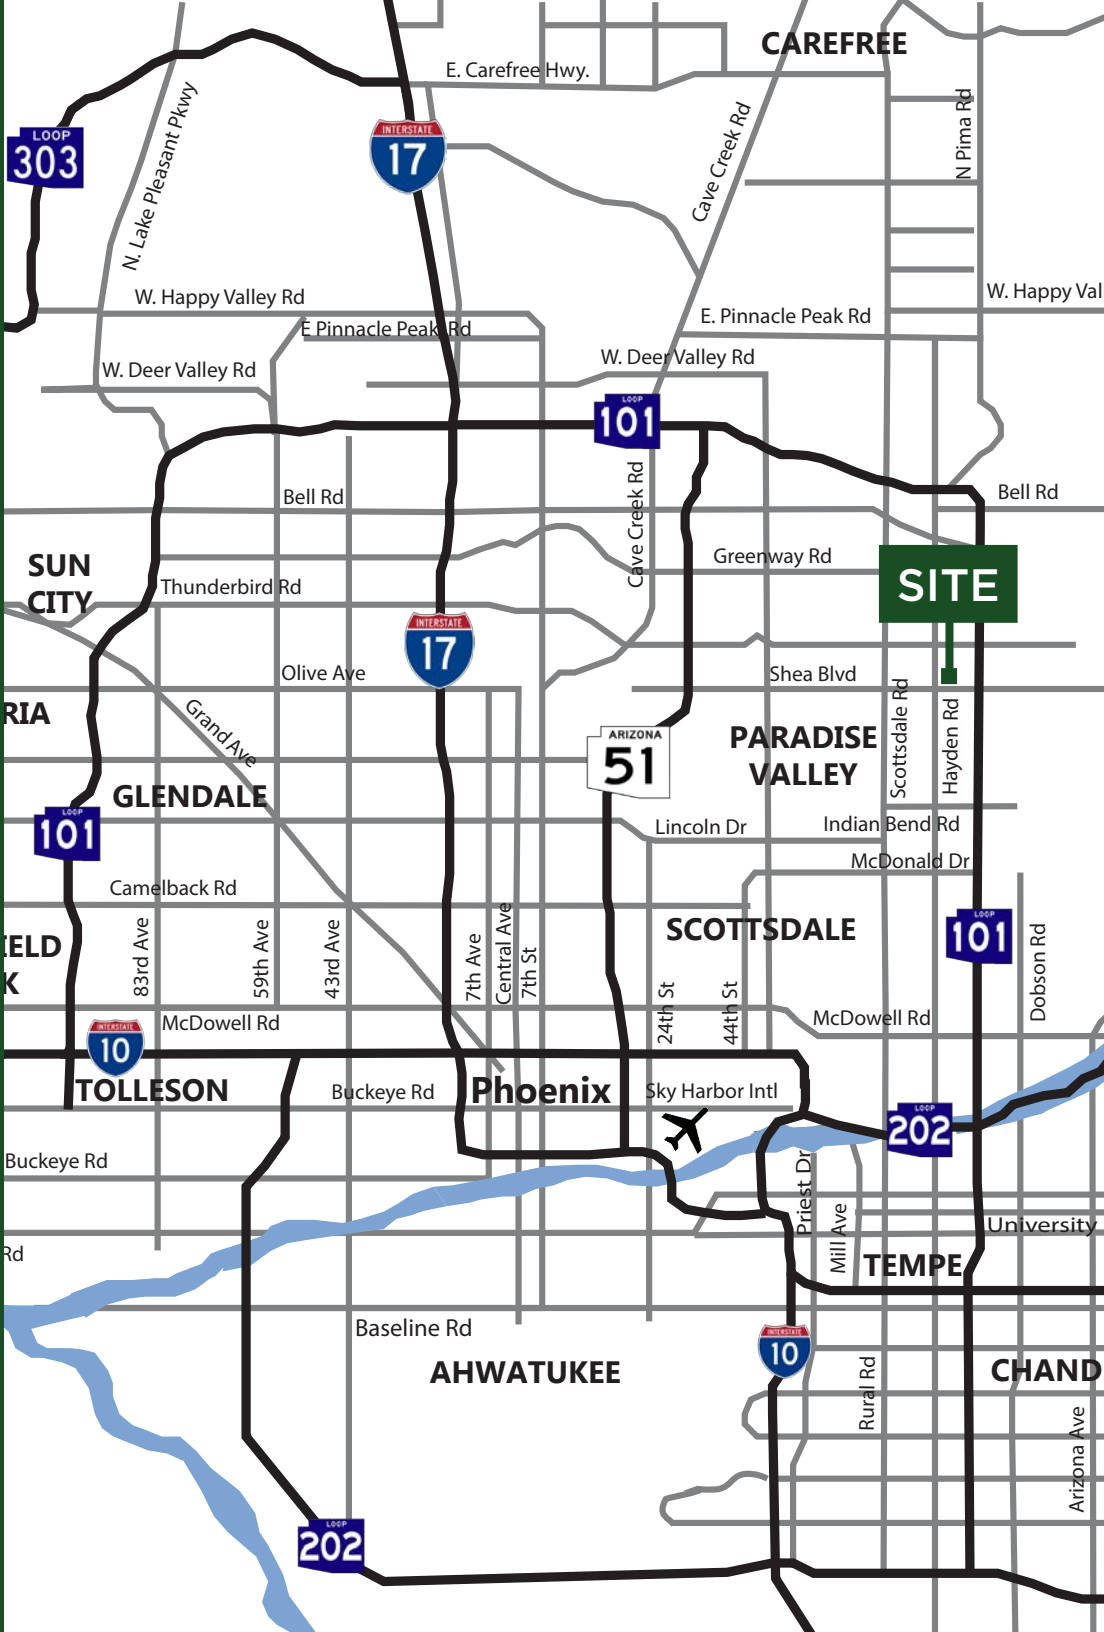 CAREFREE
E. Carefree Hwy.
N. Lake Pleasant Pkwy
Cave Creek Rd
N Pima Rd
LOOP
303
INTERSTATE
17
W. Happy Valley Rd
W. Happy Val
E Pinnacle Peak Rd
E. Pinnacle Peak Rd
W. Deer Valley Rd
W. Deer Valley Rd
LOOP
101
Bell Rd
Cave Creek Rd
Bell Rd
Greenway Rd
SUN
CITY
Thunderbird Rd
SITE
INTERSTATE
17
Olive Ave
Shea Blvd
RIA
Grand Ave
Scottsdale Rd
Hayden Rd
ARIZONA
51
PARADISE
VALLEY
GLENDALE
LOOP
101
Lincoln Dr
Indian Bend Rd
McDonald Dr
Camelback Rd
SCOTTSDALE
LOOP
101
IELD
K
83rd Ave
59th Ave
43rd Ave
7th Ave
Central Ave
7th St
24th St
44th St
Dobson Rd
McDowell Rd
McDowell Rd
INTERSTATE
10
TOLLESON
Buckeye Rd
Phoenix
Sky Harbor Intl
LOOP
202
Buckeye Rd
Priest Dr
Mill Ave
University
Rd
TEMPE
Baseline Rd
INTERSTATE
10
AHWATUKEE
Rural Rd
CHAND
Arizona Ave
LOOP
202